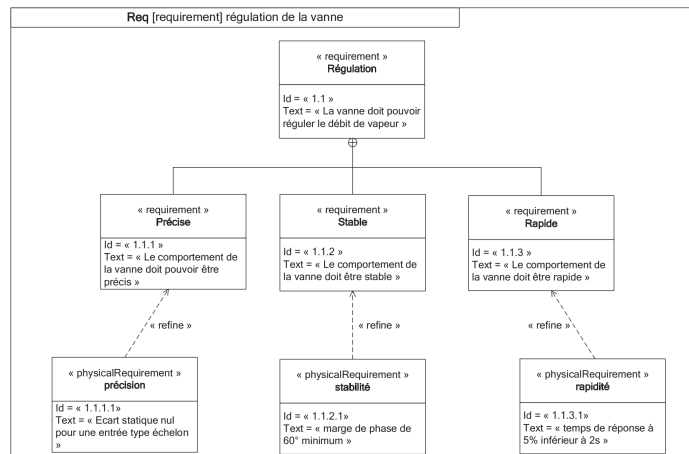 Req [requirement] régulation de la vanne
« requirement »
Régulation
Id = « 1.1 »
Text = « La vanne doit pouvoir
réguler le débit de vapeur »
« requirement »
Précise
Id = « 1.1.1 »
Text = « Le comportement de
la vanne doit pouvoir être
précis »
« requirement »
Stable
Id = « 1.1.2 »
Text = « Le comportement de
la vanne doit être stable »
« requirement »
Rapide
Id = « 1.1.3 »
Text = « Le comportement de
la vanne doit être rapide »
« refine »
« refine »
« refine »
« physicalRequirement »
précision
Id = « 1.1.1.1»
Text = « Ecart statique nul
pour une entrée type échelon
»
« physicalRequirement »
stabilité
Id = « 1.1.2.1»
Text = « marge de phase de
60° minimum »
« physicalRequirement »
rapidité
Id = « 1.1.3.1»
Text = « temps de réponse à
5% inférieur à 2s »